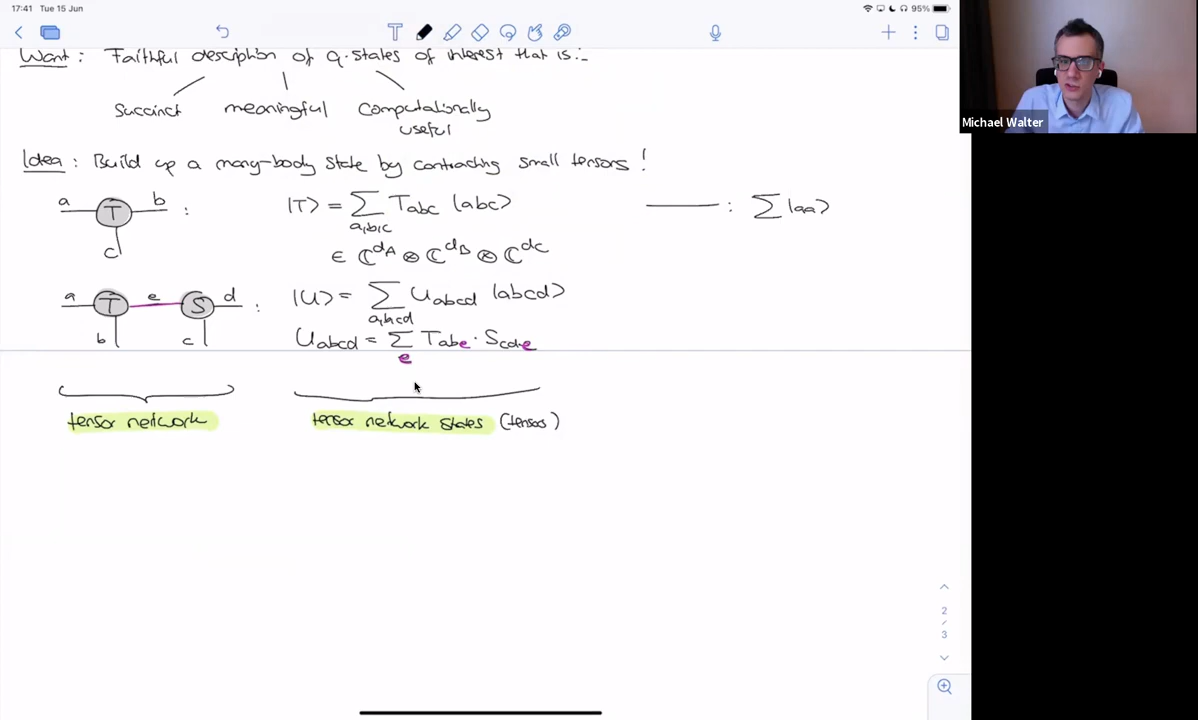 17:41 Tue 15 Jun
95%
Want: Faithful description of q. states of interest that is:
Succinct meaningful Computationally
useful
Idea: Build up a many-body state by contracting small tensors!
a T b : |T⟩ = ∑ Tabc |abc⟩ : ∑ |aa⟩
c a,b,c
∈ ℂ^dA ⊗ ℂ^dB ⊗ ℂ^dC
a T e S d : |U⟩ = ∑ Uabcd |abcd⟩
a,b,c,d
b c Uabcd = ∑ Tabe · Scde
e
tensor network tensor network states (tensors)
2
/
3
Michael Walter